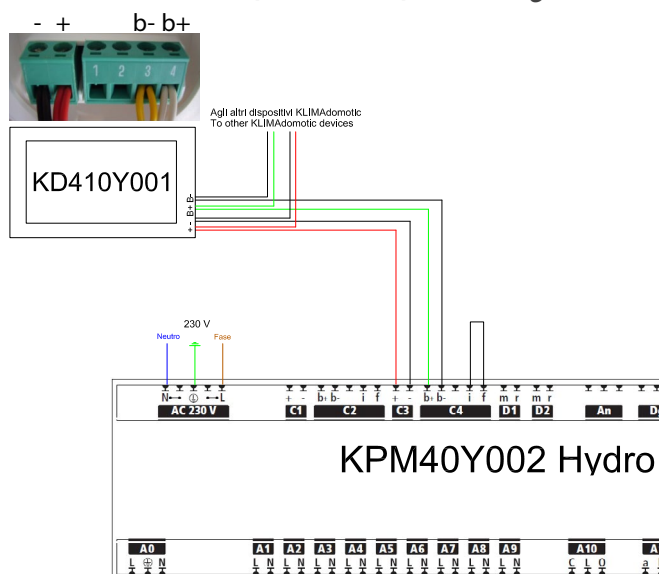 - + b- b+
1 2 3 4
Agli altri dispositivi KLIMAdomotic
To other KLIMAdomotic devices
KD410Y001
B-
B+
-
+
230 V
Neutro Fase
N L + - b+ b- i f + - b+ b- i f m r m r
AC 230 V C1 C2 C3 C4 D1 D2 An D
KPM40Y002 Hydro
A0 A1 A2 A3 A4 A5 A6 A7 A8 A9 A10 A
L N L N L N L N L N L N L N L N L N L N C L O a L